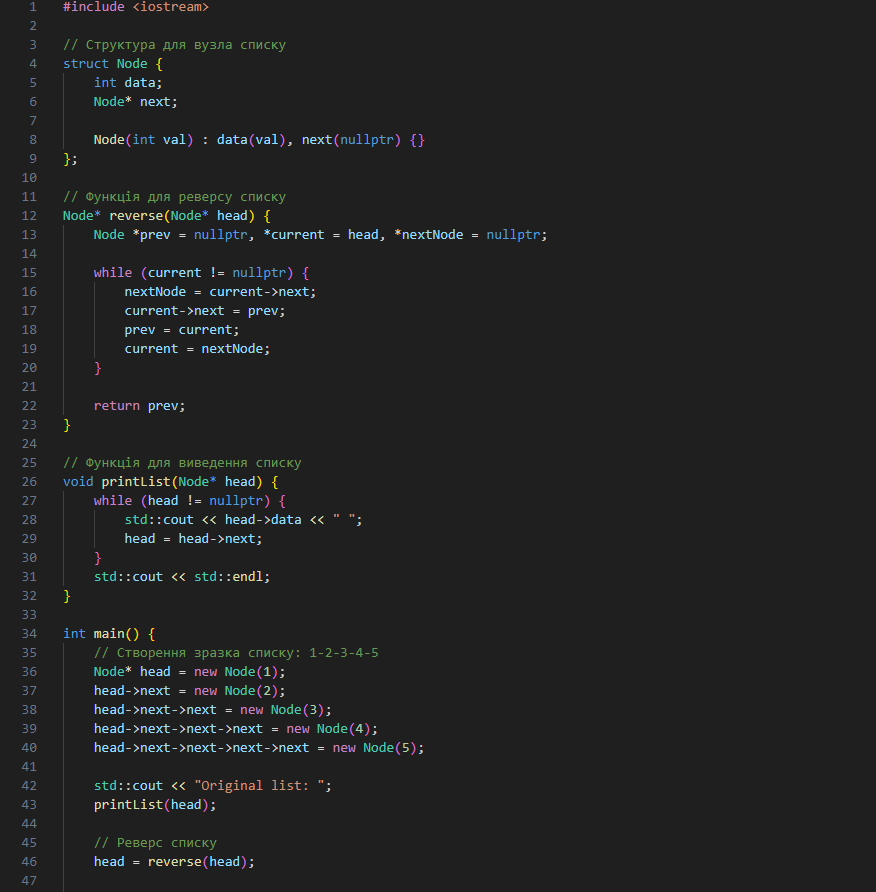 1 #include <iostream>
2
3 // Структура для вузла списку
4 struct Node {
5     int data;
6     Node* next;
7
8     Node(int val) : data(val), next(nullptr) {}
9 };
10
11 // Функція для реверсу списку
12 Node* reverse(Node* head) {
13     Node *prev = nullptr, *current = head, *nextNode = nullptr;
14
15     while (current != nullptr) {
16         nextNode = current->next;
17         current->next = prev;
18         prev = current;
19         current = nextNode;
20     }
21
22     return prev;
23 }
24
25 // Функція для виведення списку
26 void printList(Node* head) {
27     while (head != nullptr) {
28         std::cout << head->data << " ";
29         head = head->next;
30     }
31     std::cout << std::endl;
32 }
33
34 int main() {
35     // Створення зразка списку: 1-2-3-4-5
36     Node* head = new Node(1);
37     head->next = new Node(2);
38     head->next->next = new Node(3);
39     head->next->next->next = new Node(4);
40     head->next->next->next->next = new Node(5);
41
42     std::cout << "Original list: ";
43     printList(head);
44
45     // Реверс списку
46     head = reverse(head);
47